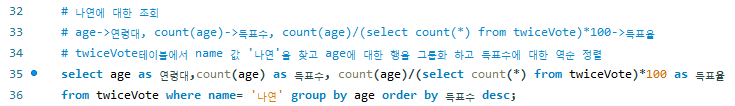 32 # 나연에 대한 조회
33 # age->연령대, count(age)->득표수, count(age)/(select count(*) from twiceVote)*100->득표율
34 # twiceVote테이블에서 name 값 '나연'을 찾고 age에 대한 행을 그룹화 하고 득표수에 대한 역순 정렬
35 select age as 연령대,count(age) as 득표수, count(age)/(select count(*) from twiceVote)*100 as 득표율
36 from twiceVote where name= '나연' group by age order by 득표수 desc;